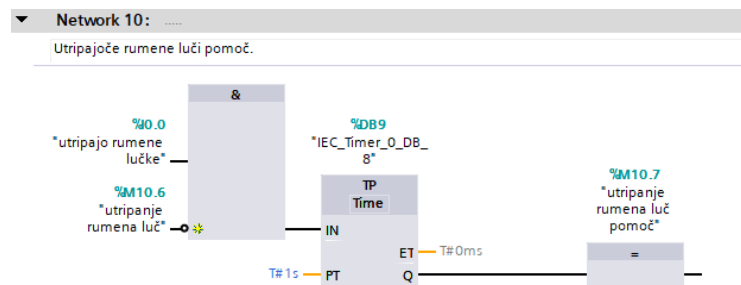 Network 10: .....
Utripajoče rumene luči pomoč.
&
%I0.0
"utripajo rumene
lučke"
%M10.6
"utripanje
rumena luč"
%DB9
"IEC_Timer_0_DB_
8"
TP
Time
IN
ET
T#0ms
T#1s
PT
Q
%M10.7
"utripanje
rumena luč
pomoč"
=